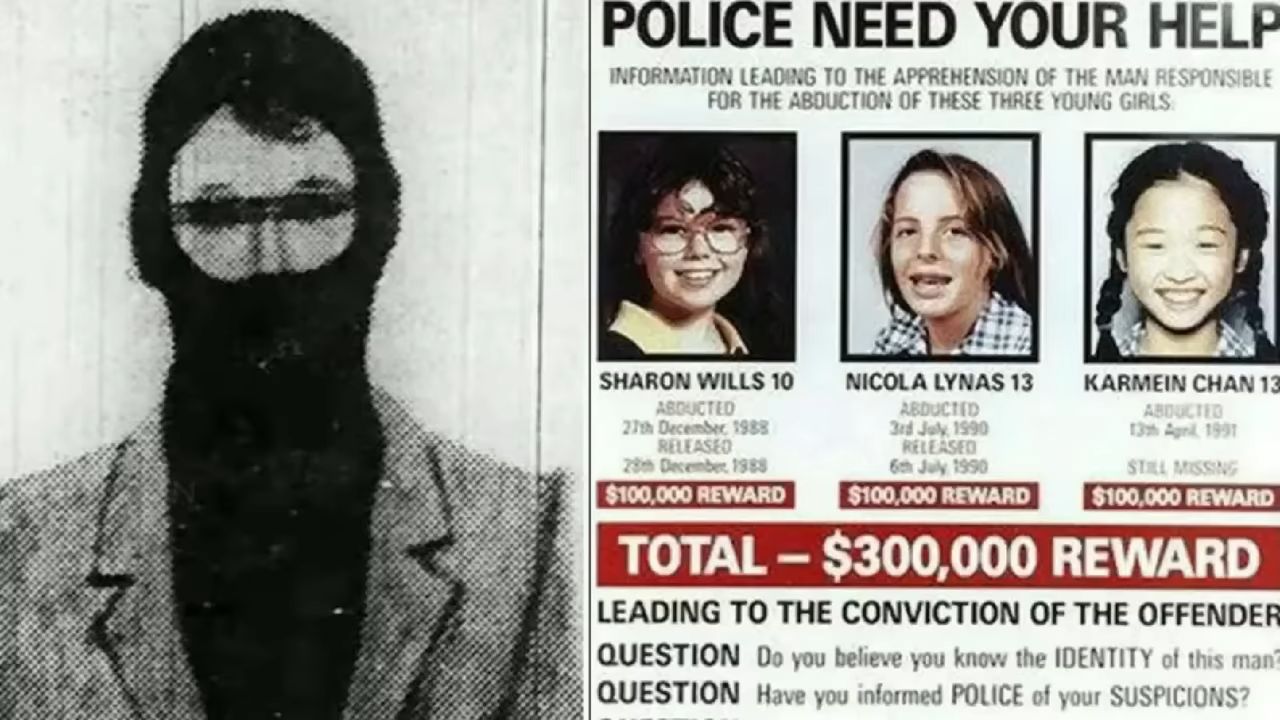 POLICE NEED YOUR HELP
INFORMATION LEADING TO THE APPREHENSION OF THE MAN RESPONSIBLE
FOR THE ABDUCTION OF THESE THREE YOUNG GIRLS:
SHARON WILLS 10
ABDUCTED
27th December, 1988
RELEASED
28th December, 1988
$100,000 REWARD
NICOLA LYNAS 13
ABDUCTED
3rd July, 1990
RELEASED
6th July, 1990
$100,000 REWARD
KARMEIN CHAN 13
ABDUCTED
13th April, 1991
STILL MISSING
$100,000 REWARD
TOTAL – $300,000 REWARD
LEADING TO THE CONVICTION OF THE OFFENDER
QUESTION Do you believe you know the IDENTITY of this man?
QUESTION Have you informed POLICE of your SUSPICIONS?